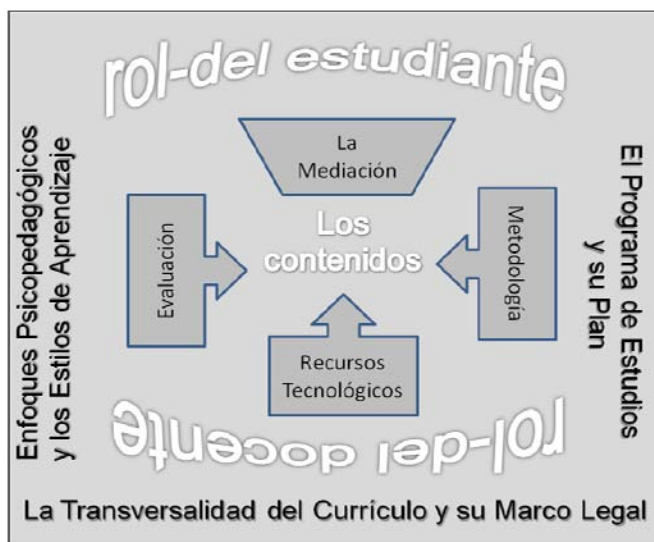 rol-del estudiante
Enfoques Psicopedagógicos
y los Estilos de Aprendizaje
La
Mediación
Evaluación
Los
contenidos
Metodología
El Programa de Estudios
y su Plan
Recursos
Tecnológicos
rol-del docente
La Transversalidad del Currículo y su Marco Legal